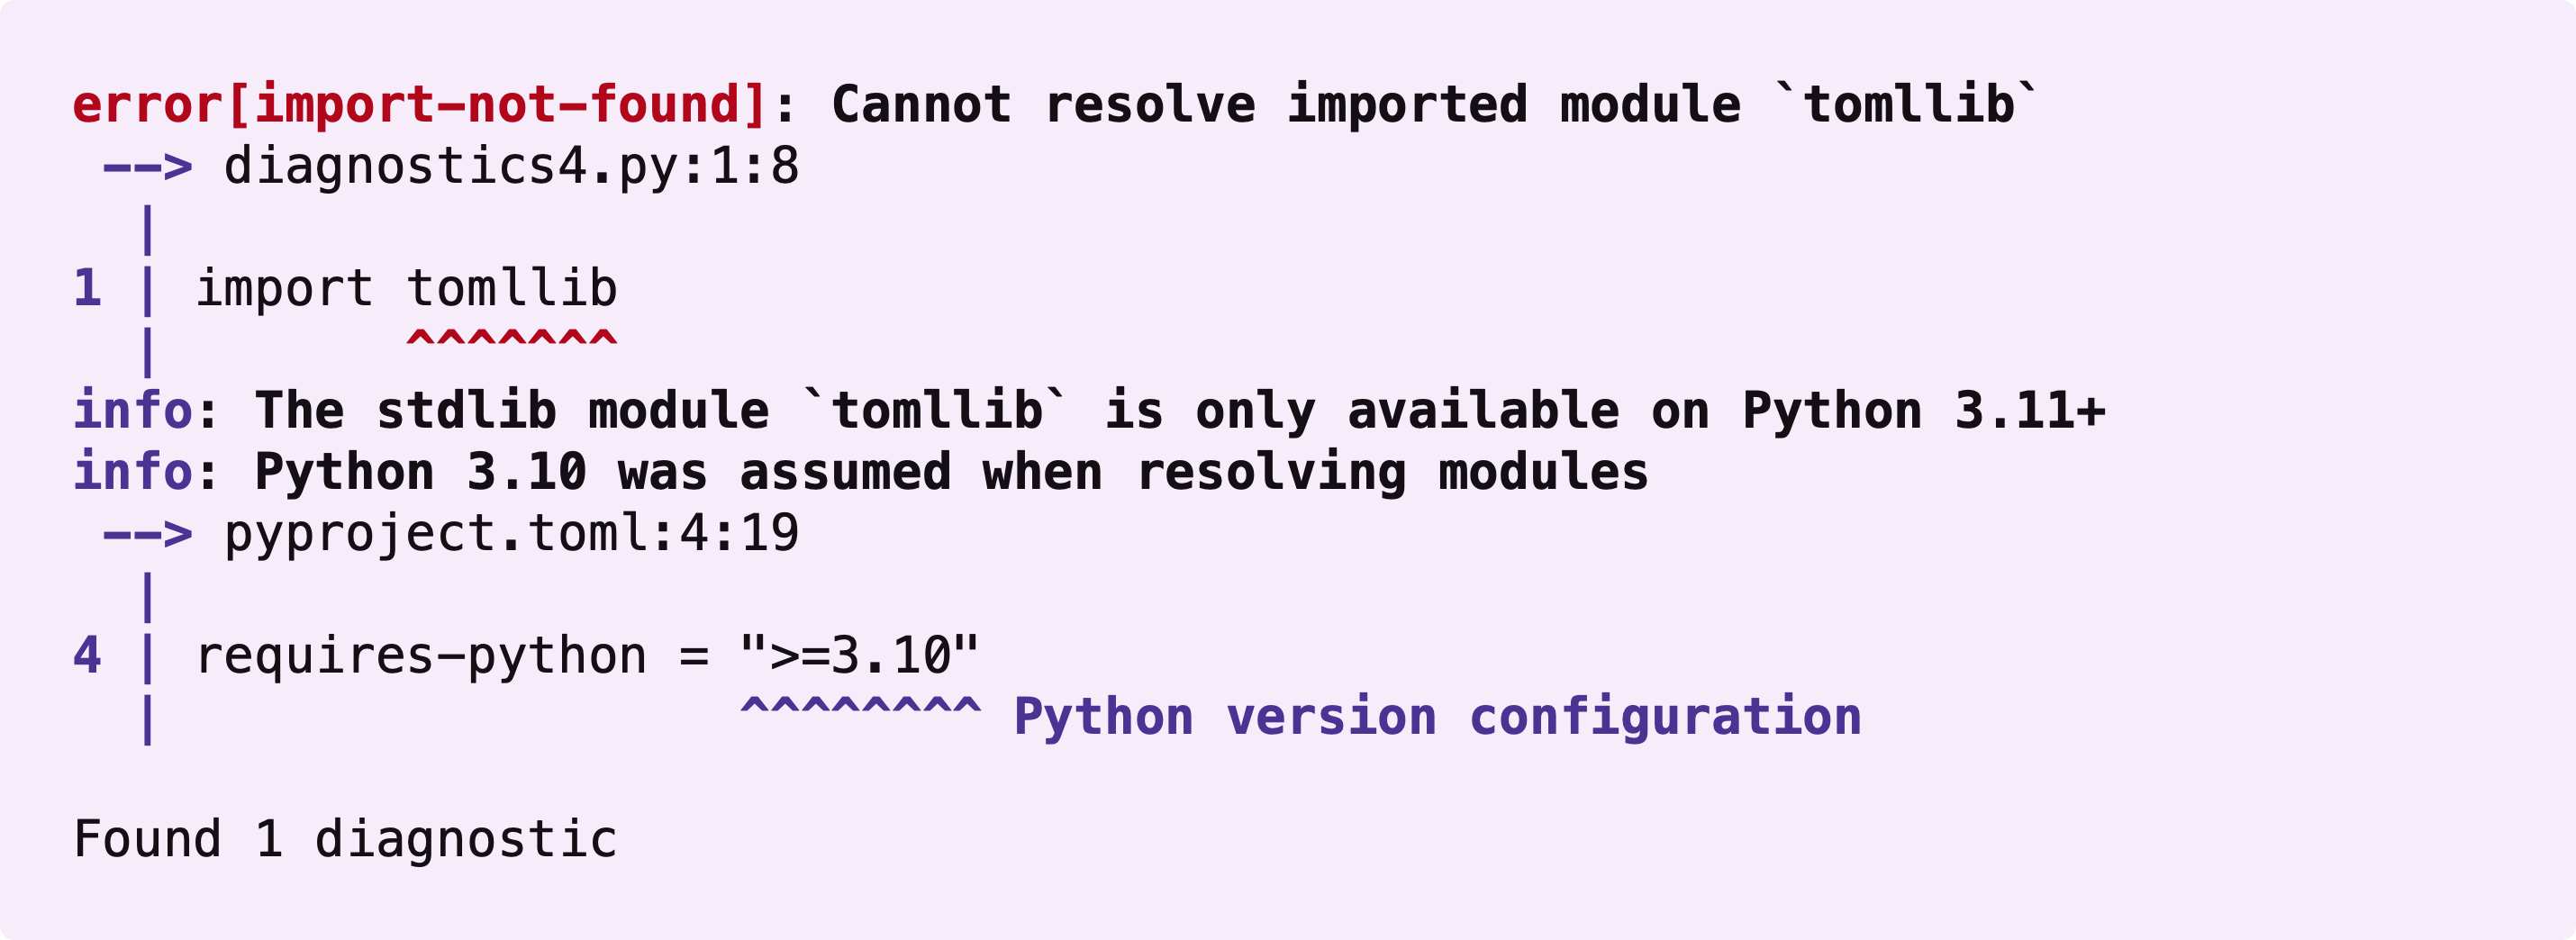 error[import-not-found]: Cannot resolve imported module `tomllib`
 --> diagnostics4.py:1:8
  |
1 | import tomllib
  |        ^^^^^^^
info: The stdlib module `tomllib` is only available on Python 3.11+
info: Python 3.10 was assumed when resolving modules
 --> pyproject.toml:4:19
  |
4 | requires-python = ">=3.10"
  |                   ^^^^^^^^ Python version configuration
Found 1 diagnostic